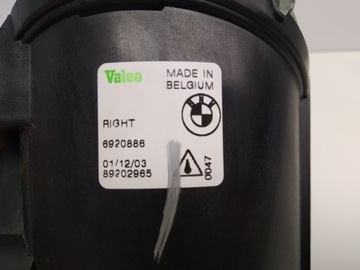 Valeo
MADE IN
BELGIUM
RIGHT
6920886
01/12/03
89202965
0047